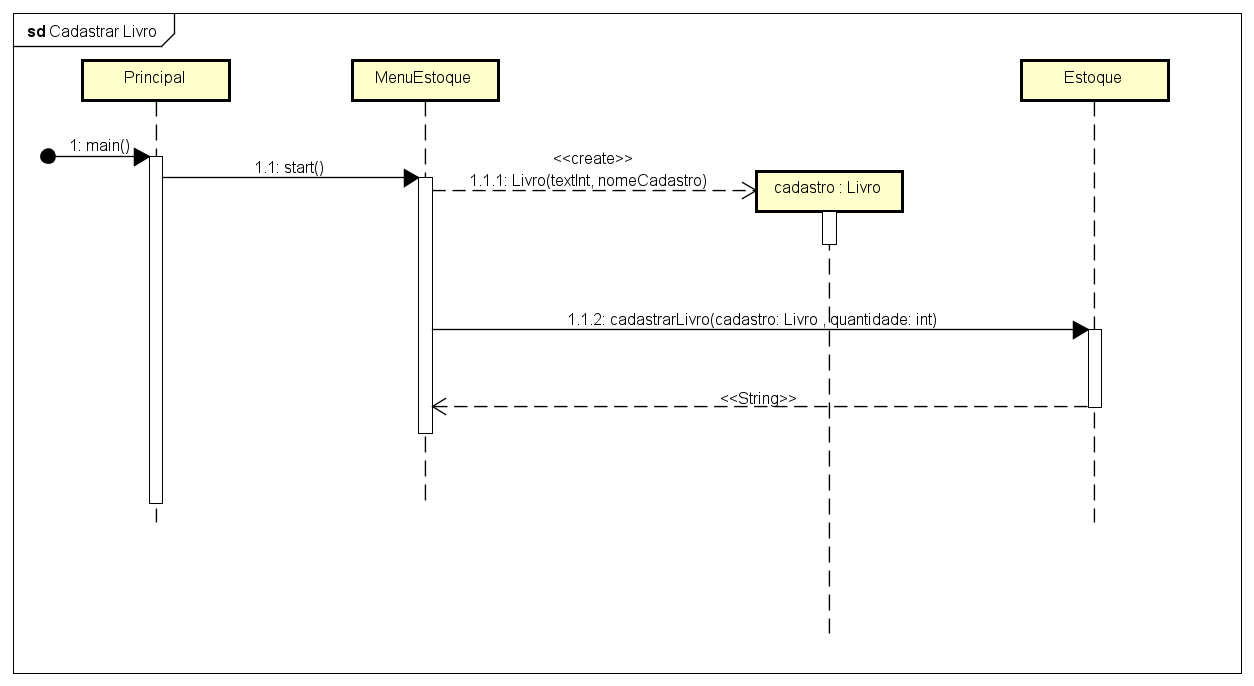 sd Cadastrar Livro
Principal
MenuEstoque
Estoque
1: main()
1.1: start()
<<create>>
1.1.1: Livro(textInt, nomeCadastro)
cadastro : Livro
1.1.2: cadastrarLivro(cadastro: Livro , quantidade: int)
<<String>>